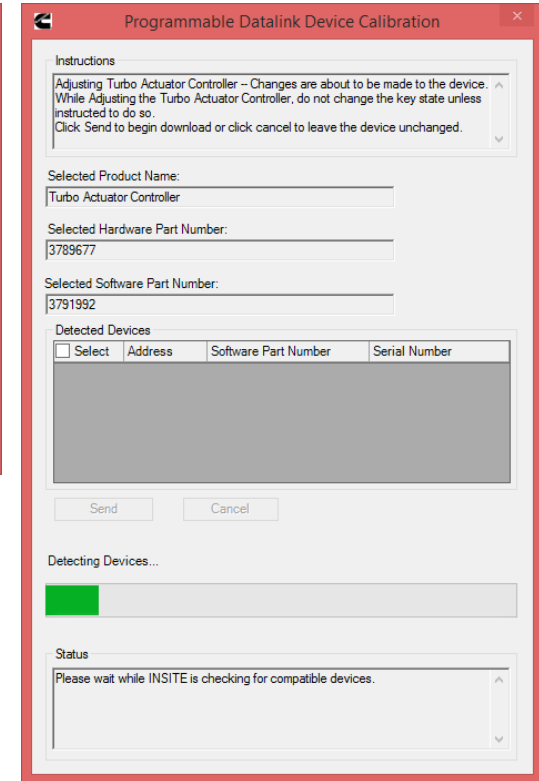 Programmable Datalink Device Calibration
Instructions
Adjusting Turbo Actuator Controller -- Changes are about to be made to the device.
While Adjusting the Turbo Actuator Controller, do not change the key state unless
instructed to do so.
Click Send to begin download or click cancel to leave the device unchanged.
Selected Product Name:
Turbo Actuator Controller
Selected Hardware Part Number:
3789677
Selected Software Part Number:
3791992
Detected Devices
Select Address Software Part Number Serial Number
Send Cancel
Detecting Devices...
Status
Please wait while INSITE is checking for compatible devices.